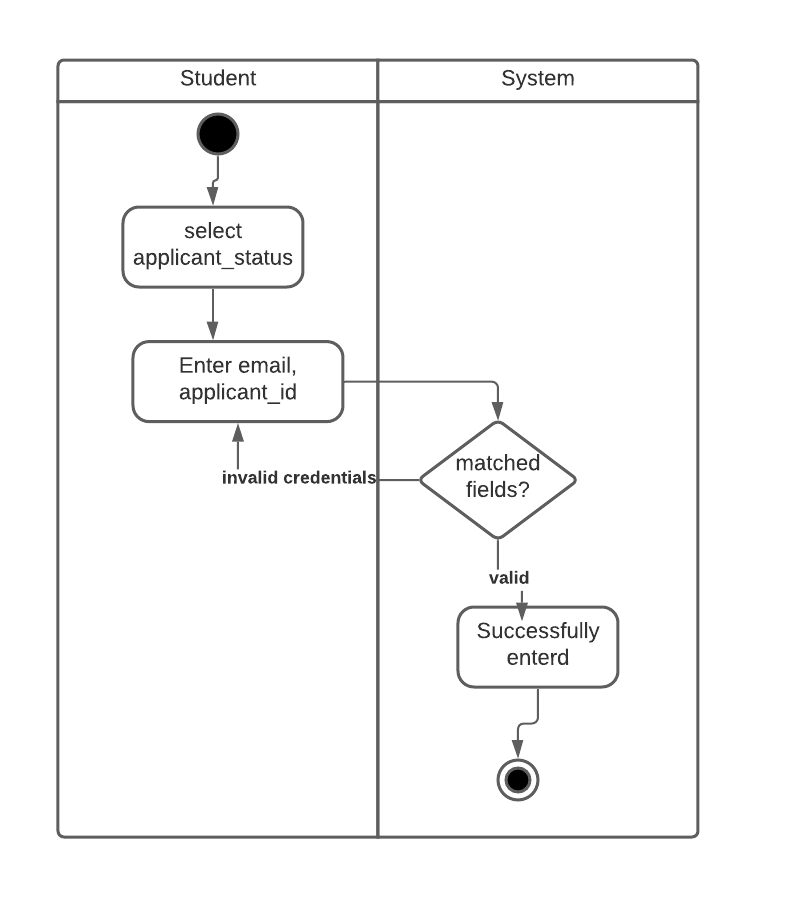 Student
System
select
applicant_status
Enter email,
applicant_id
matched
fields?
invalid credentials
valid
Successfully
enterd